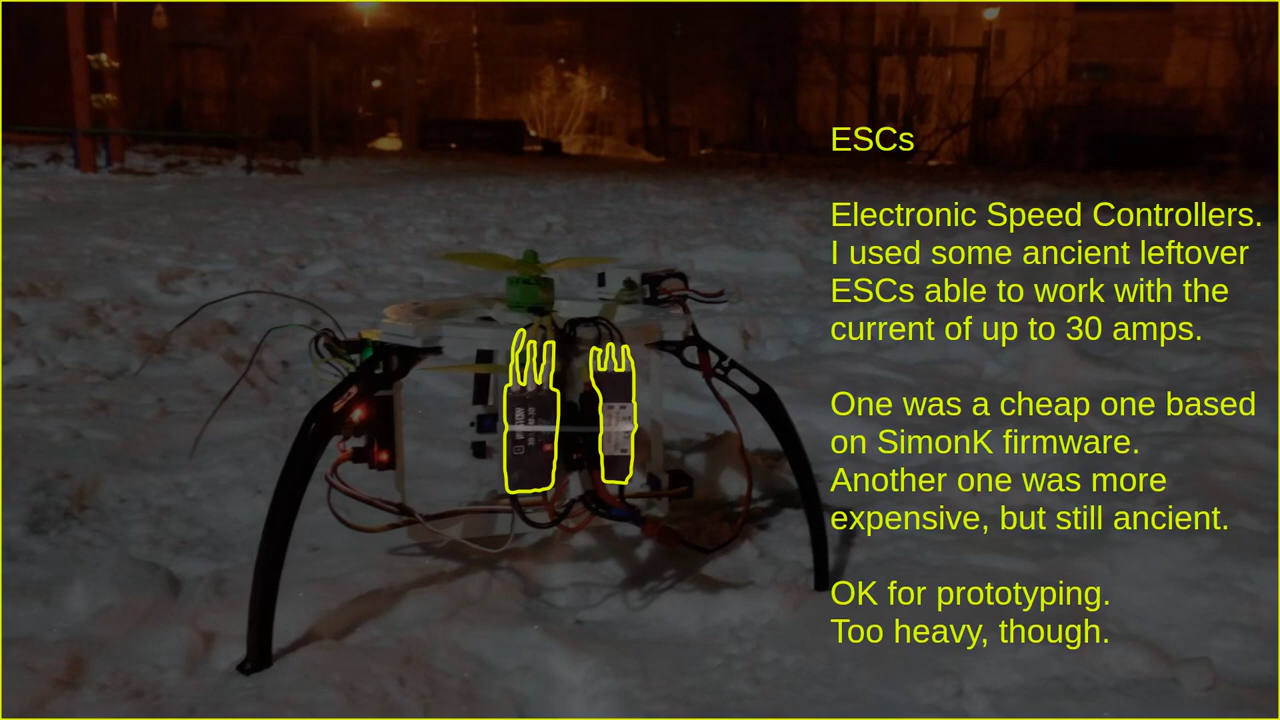 ESCs
Electronic Speed Controllers.
I used some ancient leftover
ESCs able to work with the
current of up to 30 amps.
One was a cheap one based
on SimonK firmware.
Another one was more
expensive, but still ancient.
OK for prototyping.
Too heavy, though.